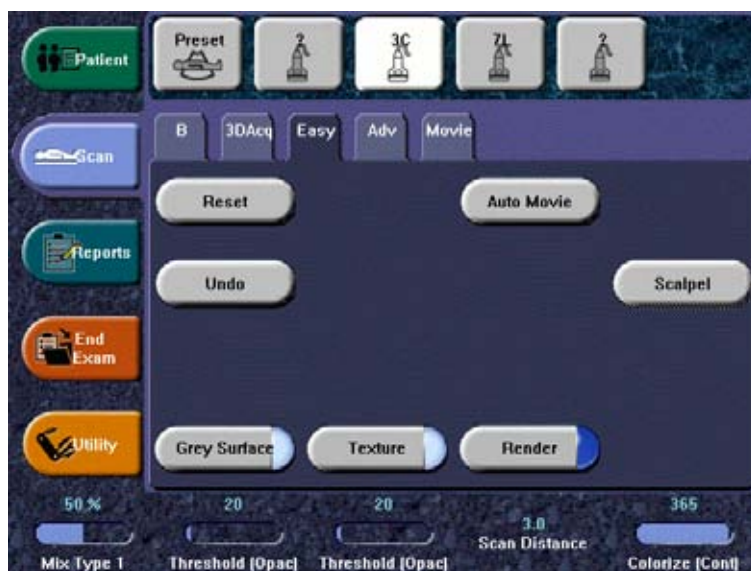 Patient
Preset
?
3C
7L
?
Scan
B 3DAcq Easy Adv Movie
Reset
Auto Movie
Reports
Undo
Scalpel
End
Exam
Utility
Grey Surface
Texture
Render
50 % 20 20 3.0 365
Mix Type 1 Threshold [Opac] Threshold [Opac] Scan Distance Colorize [Cont]